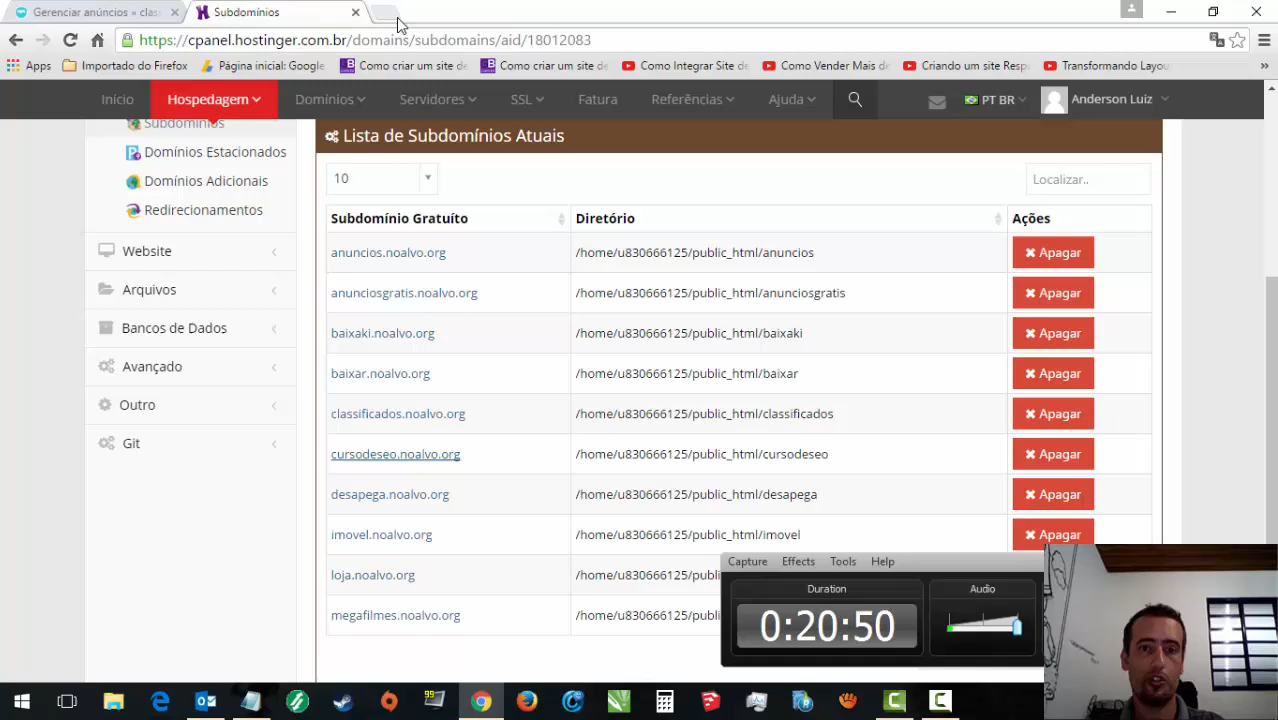 Gerenciar anúncios « clas
Subdomínios
https://cpanel.hostinger.com.br/domains/subdomains/aid/18012083
Apps
Importado do Firefox
Página inicial: Google
Como criar um site de
Como criar um site de
Como Integrar Site de
Como Vender Mais de
Criando um site Resp
Transformando Layou
Início
Hospedagem
Domínios
Servidores
SSL
Fatura
Referências
Ajuda
PT BR
Anderson Luiz
Subdomínios
Domínios Estacionados
Domínios Adicionais
Redirecionamentos
Website
Arquivos
Bancos de Dados
Avançado
Outro
Git
Lista de Subdomínios Atuais
10
Localizar..
Subdomínio Gratuíto Diretório Ações
anuncios.noalvo.org /home/u830666125/public_html/anuncios Apagar
anunciosgratis.noalvo.org /home/u830666125/public_html/anunciosgratis Apagar
baixaki.noalvo.org /home/u830666125/public_html/baixaki Apagar
baixar.noalvo.org /home/u830666125/public_html/baixar Apagar
classificados.noalvo.org /home/u830666125/public_html/classificados Apagar
cursodeseo.noalvo.org /home/u830666125/public_html/cursodeseo Apagar
desapega.noalvo.org /home/u830666125/public_html/desapega Apagar
imovel.noalvo.org /home/u830666125/public_html/imovel Apagar
loja.noalvo.org /home/u830666125/public_html
megafilmes.noalvo.org /home/u830666125/public_html
Capture Effects Tools Help
Duration
0:20:50
Audio
99